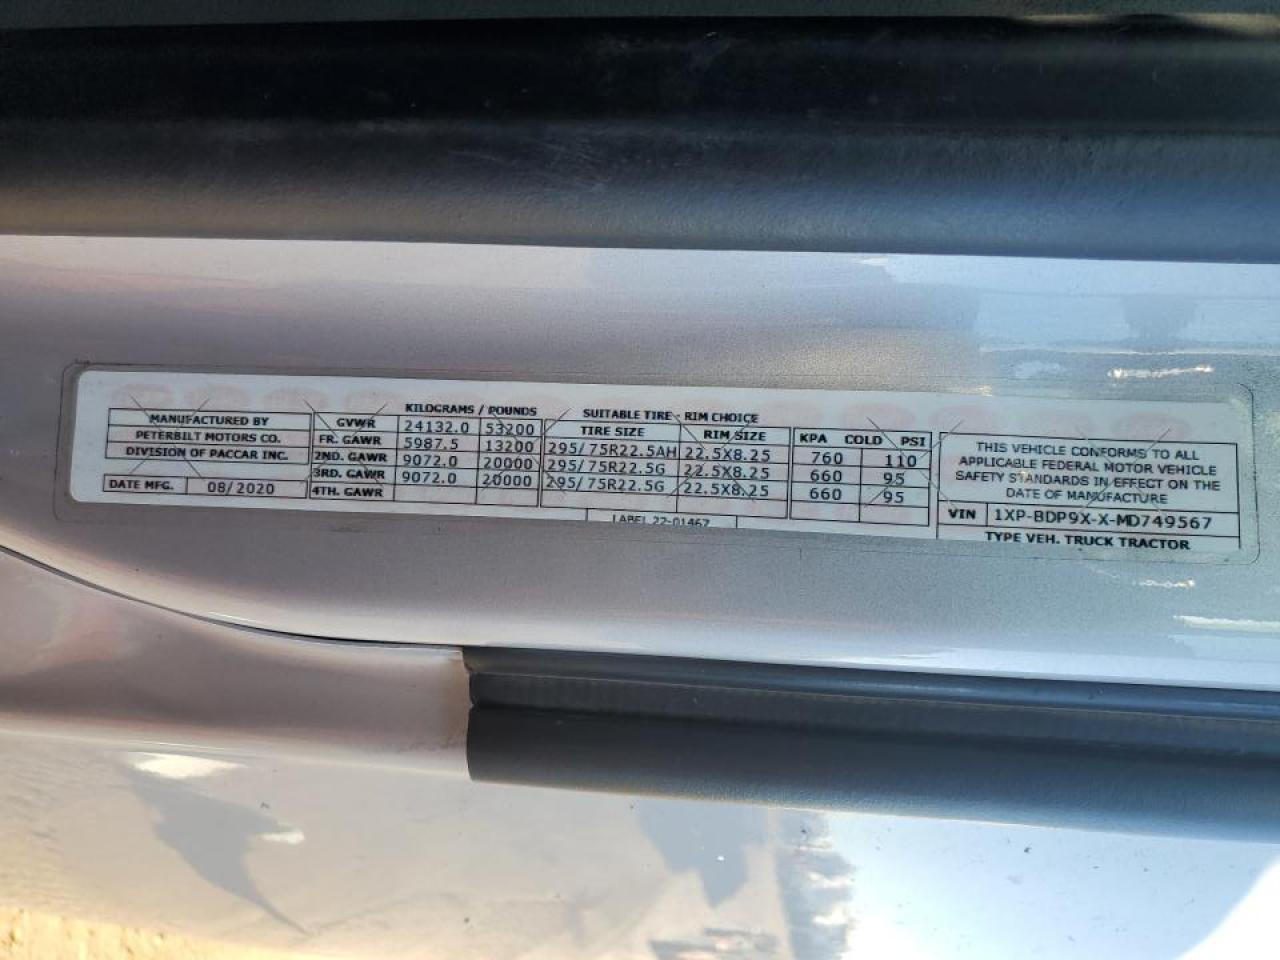 MANUFACTURED BY
PETERBILT MOTORS CO.
DIVISION OF PACCAR INC.
DATE MFG. 08/2020
KILOGRAMS / POUNDS
GVWR 24132.0 53200
FR. GAWR 5987.5 13200
2ND. GAWR 9072.0 20000
3RD. GAWR 9072.0 20000
4TH. GAWR
SUITABLE TIRE - RIM CHOICE
TIRE SIZE RIM SIZE
295/75R22.5AH 22.5X8.25
295/75R22.5G 22.5X8.25
295/75R22.5G 22.5X8.25
KPA COLD PSI
760 110
660 95
660 95
LABEL 22-01467
THIS VEHICLE CONFORMS TO ALL
APPLICABLE FEDERAL MOTOR VEHICLE
SAFETY STANDARDS IN EFFECT ON THE
DATE OF MANUFACTURE
VIN 1XP-BDP9X-X-MD749567
TYPE VEH. TRUCK TRACTOR